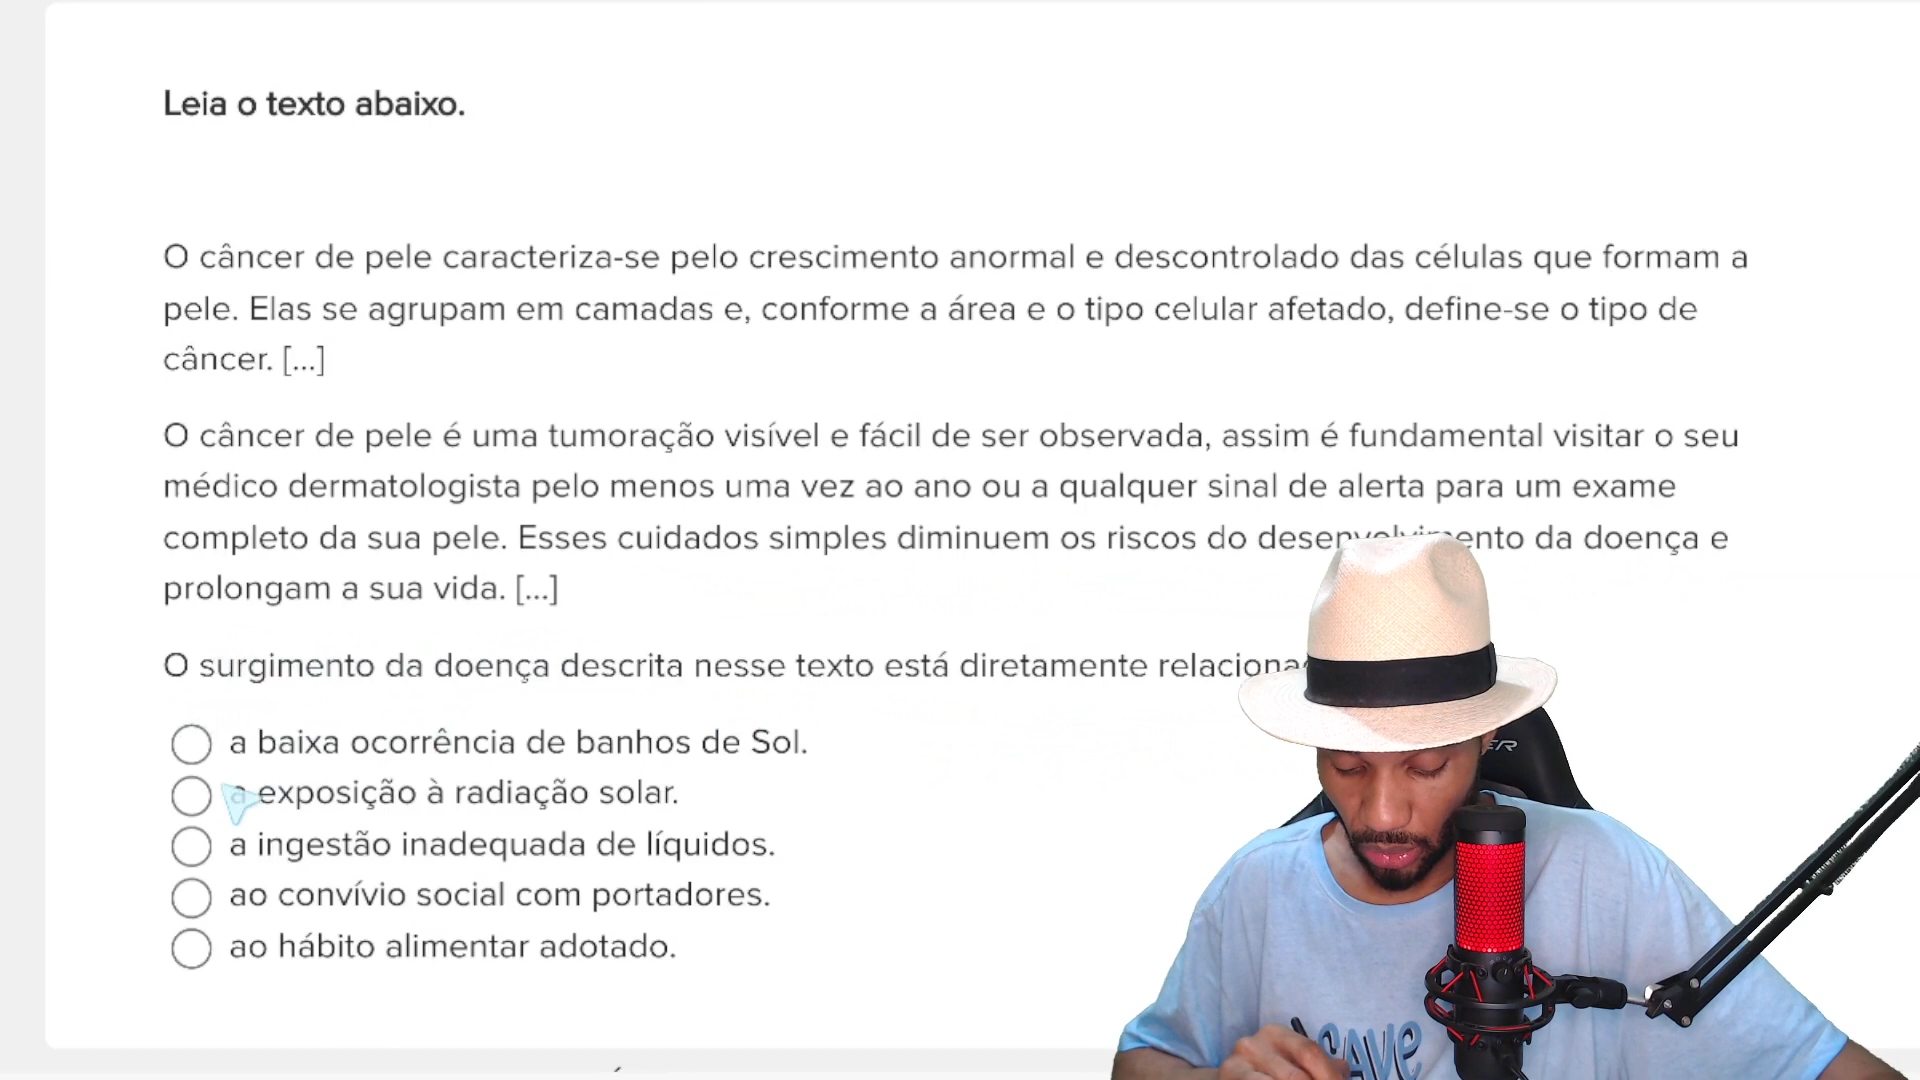 Leia o texto abaixo.
O câncer de pele caracteriza-se pelo crescimento anormal e descontrolado das células que formam a
pele. Elas se agrupam em camadas e, conforme a área e o tipo celular afetado, define-se o tipo de
câncer. [...]
O câncer de pele é uma tumoração visível e fácil de ser observada, assim é fundamental visitar o seu
médico dermatologista pelo menos uma vez ao ano ou a qualquer sinal de alerta para um exame
completo da sua pele. Esses cuidados simples diminuem os riscos do desenvolvimento da doença e
prolongam a sua vida. [...]
O surgimento da doença descrita nesse texto está diretamente
a baixa ocorrência de banhos de Sol.
a exposição à radiação solar.
a ingestão inadequada de líquidos.
ao convívio social com portadores.
ao hábito alimentar adotado.